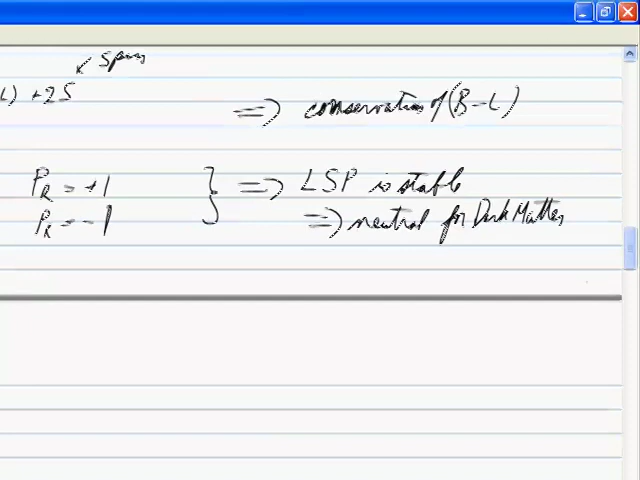 spin
L) + 2S
=> conservation of (B-L)
P_R = +1 } => LSP is stable
P_R = -1 => neutral for Dark Matter